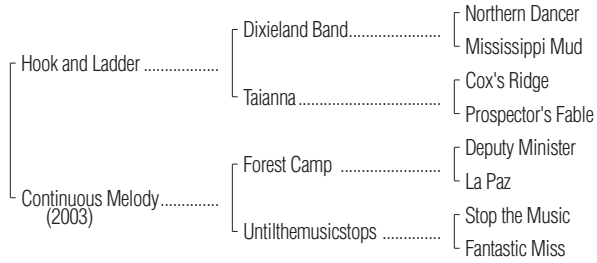 Northern Dancer
Dixieland Band....................
Mississippi Mud
Hook and Ladder ................
Cox's Ridge
Taianna ...............................
Prospector's Fable
Deputy Minister
Forest Camp ......................
La Paz
Continuous Melody.............
(2003)
Stop the Music
Untilthemusicstops .............
Fantastic Miss